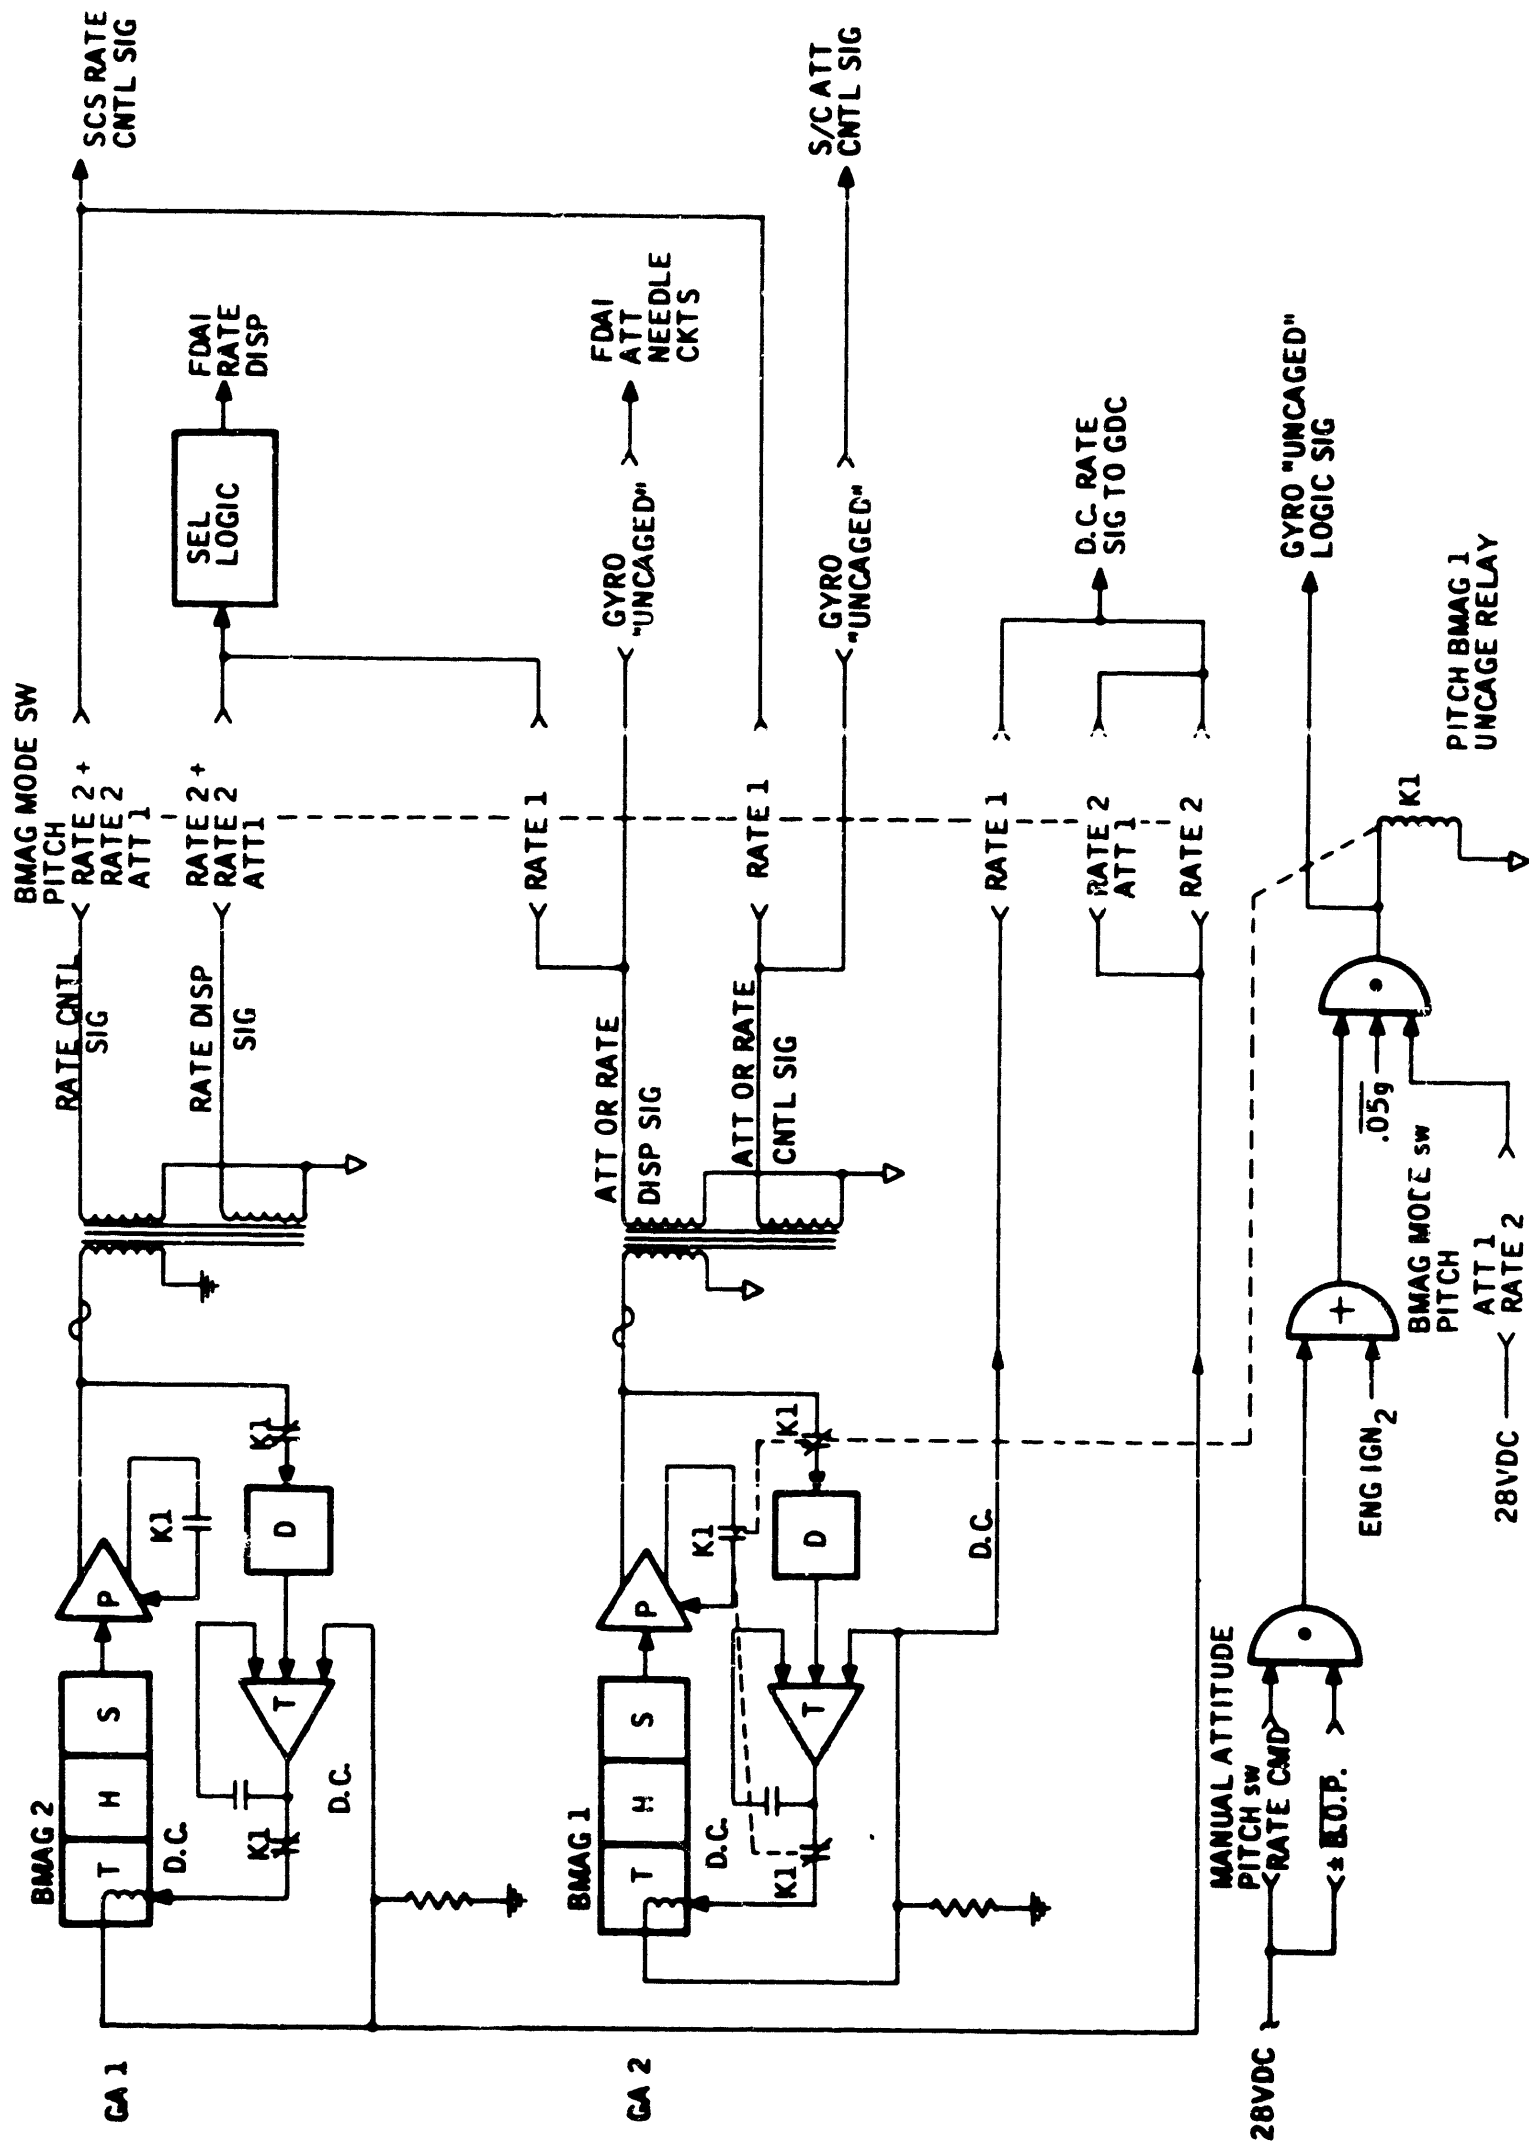 GA 1
BMAG 2
T
H
S
D.C.
P
K1
K1
D
T
K1
D.C.
RATE CNTL
SIG
RATE DISP
SIG
BMAG MODE SW
PITCH
RATE 2 +
RATE 2
ATT 1
RATE 2 +
RATE 2
ATT1
SEL
LOGIC
FDAI
RATE
DISP
SCS RATE
CNTL SIG
RATE 1
GA 2
BMAG 1
T
H
S
D.C.
P
K1
K1
D
T
K1
ATT OR RATE
DISP SIG
ATT OR RATE
CNTL SIG
GYRO
"UNCAGED"
FDAI
ATT
NEEDLE
CKTS
RATE 1
GYRO
"UNCAGED"
S/C ATT
CNTL SIG
D.C.
RATE 1
RATE 2
ATT 1
RATE 2
D.C. RATE
SIG TO GDC
28VDC
MANUAL ATTITUDE
PITCH sw
RATE CMD
± B.O.P.
•
ENG IGN2
+
.05g
•
BMAG MODE sw
PITCH
28VDC
ATT 1
RATE 2
GYRO "UNCAGED"
LOGIC SIG
K1
PITCH BMAG 1
UNCAGE RELAY